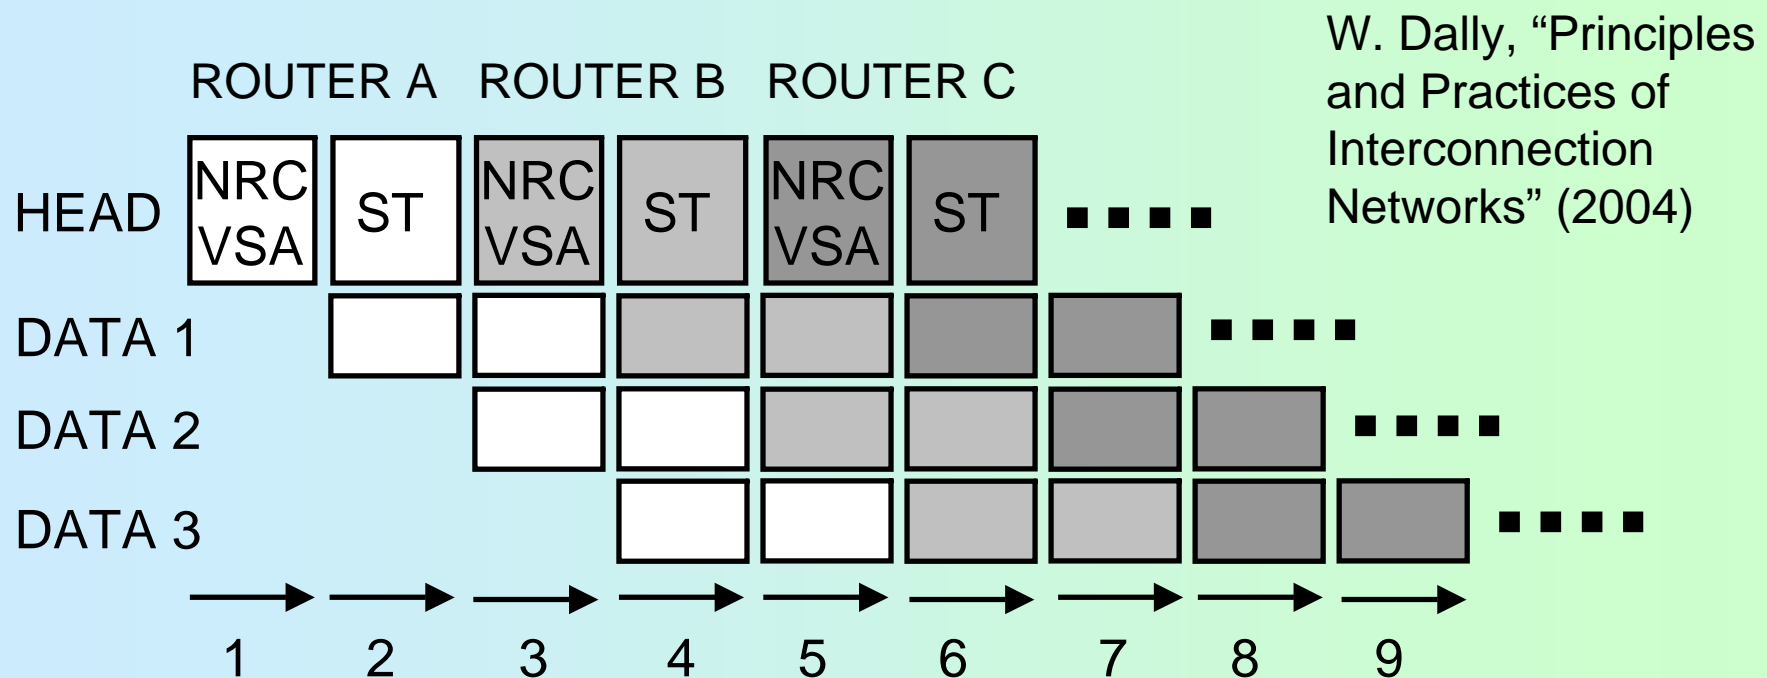 W. Dally, “Principles
and Practices of
Interconnection
Networks” (2004)
ROUTER A ROUTER B ROUTER C
HEAD
NRC VSA
ST
NRC VSA
ST
NRC VSA
ST
DATA 1
DATA 2
DATA 3
1 2 3 4 5 6 7 8 9